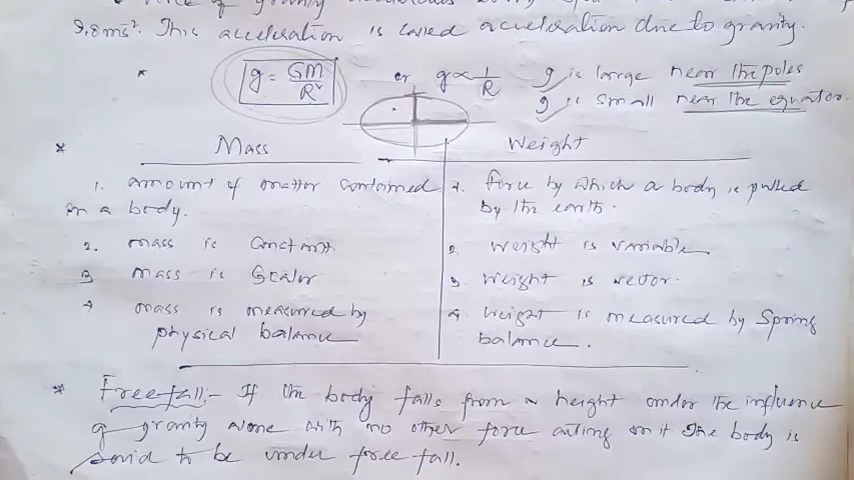 of gravity
9.8ms². This acceleration is called acceleration due to gravity.
* g = GM/R² or g ∝ 1/R g is large near the poles
g is small near the equator.
* Mass Weight
1. amount of matter contained in a body.
2. mass is constant.
3 mass is Scalar
4 mass is measured by physical balance
1. Force by which a body is pulled by the earth.
2. Weight is variable
3 Weight is vector.
4. Weight is measured by Spring balance.
* Free fall:- If the body falls from a height under the influence
of gravity alone with no other force acting on it The body is
said to be under free fall.